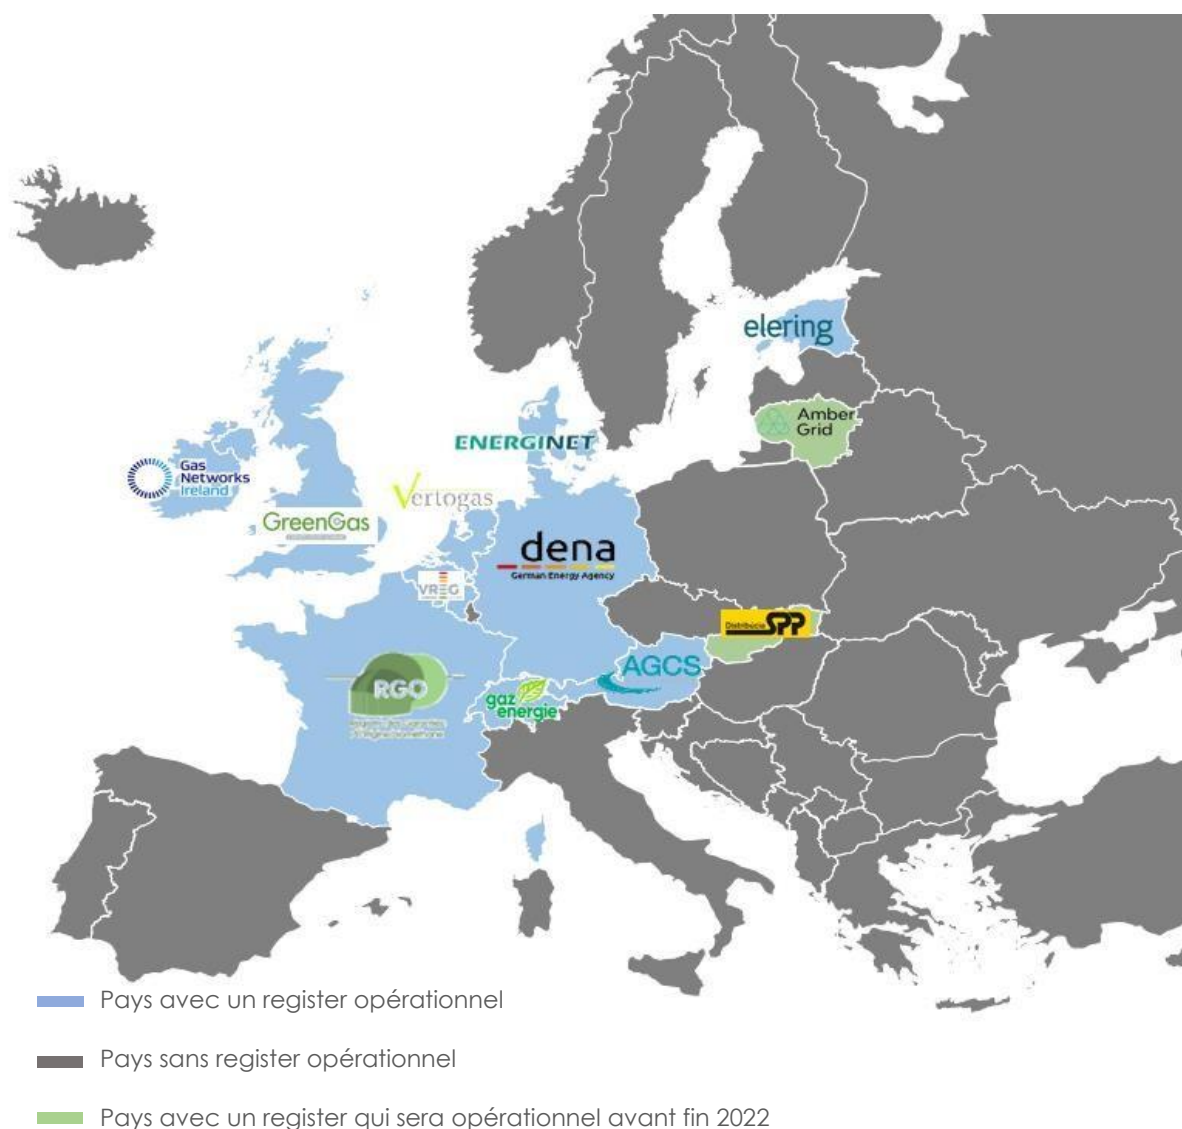 elering
Amber
Grid
ENERGINET
Gas
Networks
Ireland
Vertogas
GreenGas
dena
German Energy Agency
VREG
Distribúcia SPP
AGCS
RGO
gaz
energie
Pays avec un register opérationnel
Pays sans register opérationnel
Pays avec un register qui sera opérationnel avant fin 2022